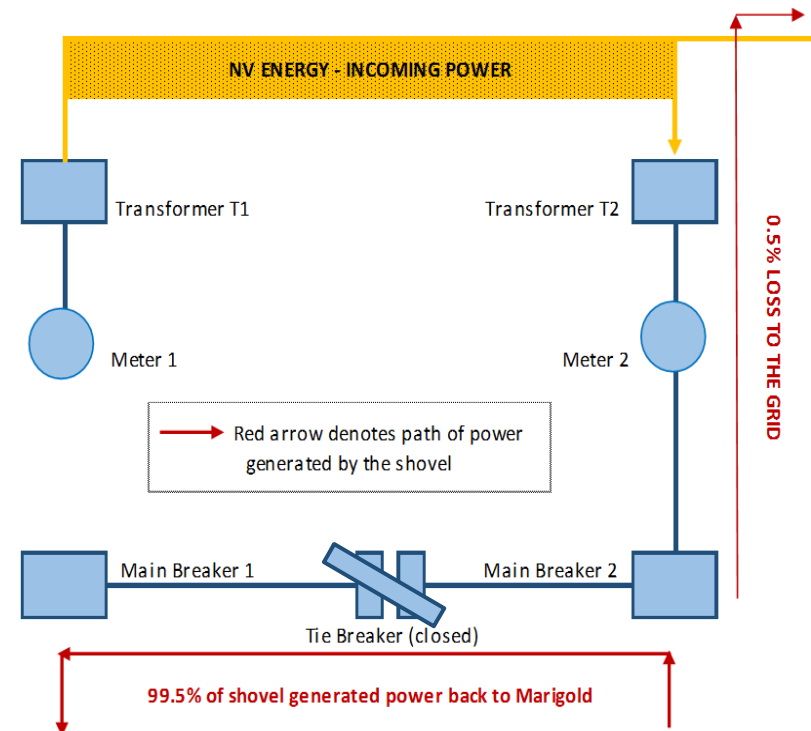 NV ENERGY - INCOMING POWER
Transformer T1
Transformer T2
0.5% LOSS TO THE GRID
Meter 1
Meter 2
Red arrow denotes path of power
generated by the shovel
Main Breaker 1
Main Breaker 2
Tie Breaker (closed)
99.5% of shovel generated power back to Marigold